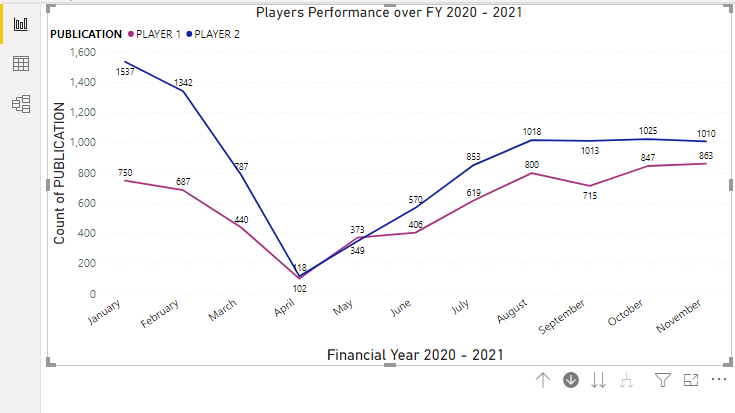 Players Performance over FY 2020 - 2021
PUBLICATION PLAYER 1 PLAYER 2
Count of PUBLICATION
1,600
1,400
1,200
1,000
800
600
400
200
0
1537
1342
787
118
349
570
853
1018
1013
1025
1010
750
687
440
102
373
406
619
800
715
847
863
January
February
March
April
May
June
July
August
September
October
November
Financial Year 2020 - 2021